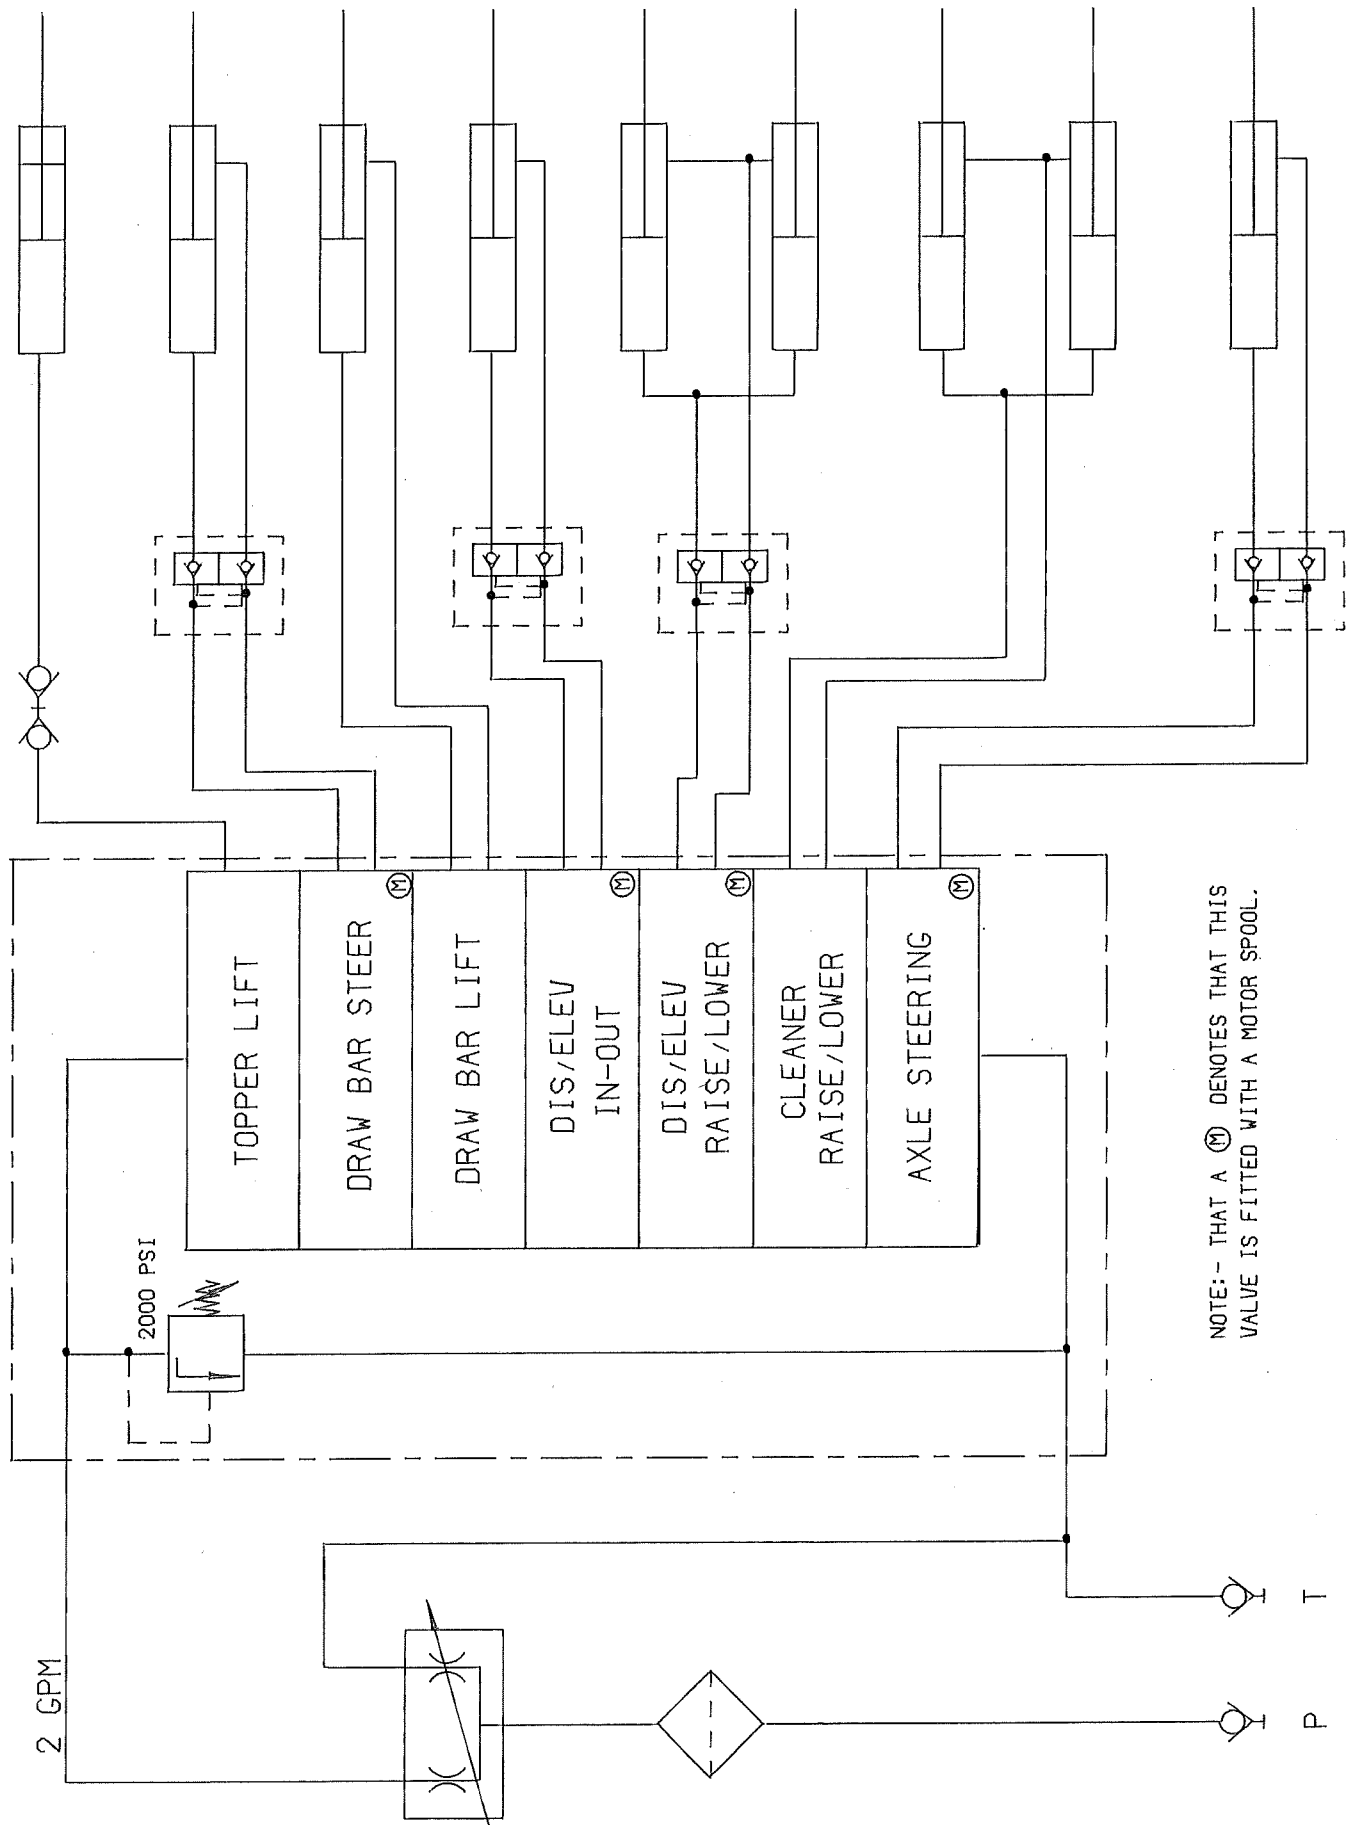 2000 PSI
2 GPM
TOPPER LIFT
DRAW BAR STEER
M
DRAW BAR LIFT
DIS/ELEV
IN-OUT
M
DIS/ELEV
RAISE/LOWER
M
CLEANER
RAISE/LOWER
AXLE STEERING
M
NOTE:- THAT A M DENOTES THAT THIS
VALVE IS FITTED WITH A MOTOR SPOOL.
P
T